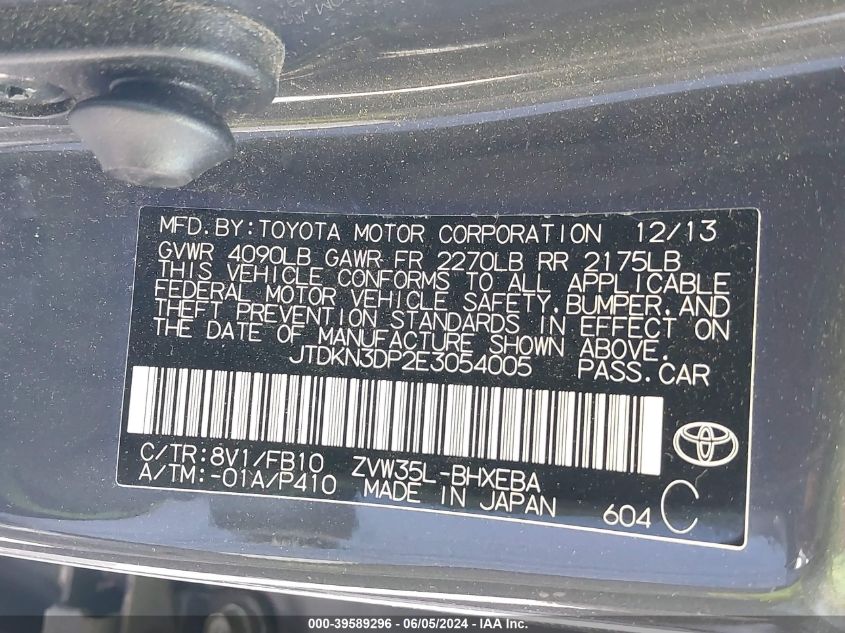 MFD.BY:TOYOTA MOTOR CORPORATION 12/13
GVWR 4090LB GAWR FR 2270LB RR 2175LB
THIS VEHICLE CONFORMS TO ALL APPLICABLE
FEDERAL MOTOR VEHICLE SAFETY,BUMPER,AND
THEFT PREVENTION STANDARDS IN EFFECT ON
THE DATE OF MANUFACTURE SHOWN ABOVE.
JTDKN3DP2E3054005 PASS.CAR
C/TR:8V1/FB10 ZVW35L-BHXEBA
A/TM:-01A/P410 MADE IN JAPAN 604 C
000-39589296 - 06/05/2024 - IAA Inc.